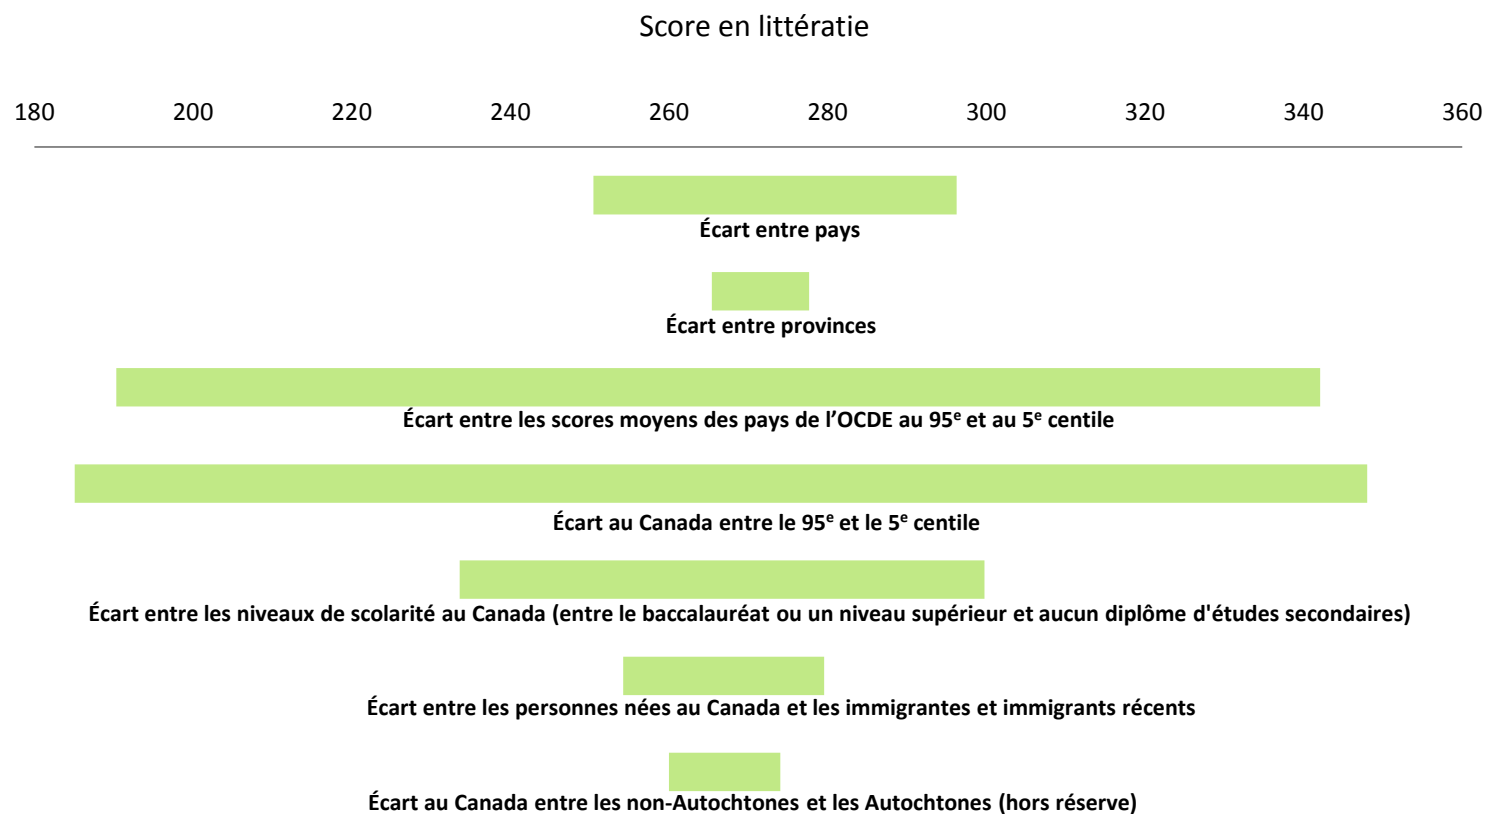 Score en littératie
180 200 220 240 260 280 300 320 340 360
Écart entre pays
Écart entre provinces
Écart entre les scores moyens des pays de l’OCDE au 95e et au 5e centile
Écart au Canada entre le 95e et le 5e centile
Écart entre les niveaux de scolarité au Canada (entre le baccalauréat ou un niveau supérieur et aucun diplôme d'études secondaires)
Écart entre les personnes nées au Canada et les immigrantes et immigrants récents
Écart au Canada entre les non-Autochtones et les Autochtones (hors réserve)